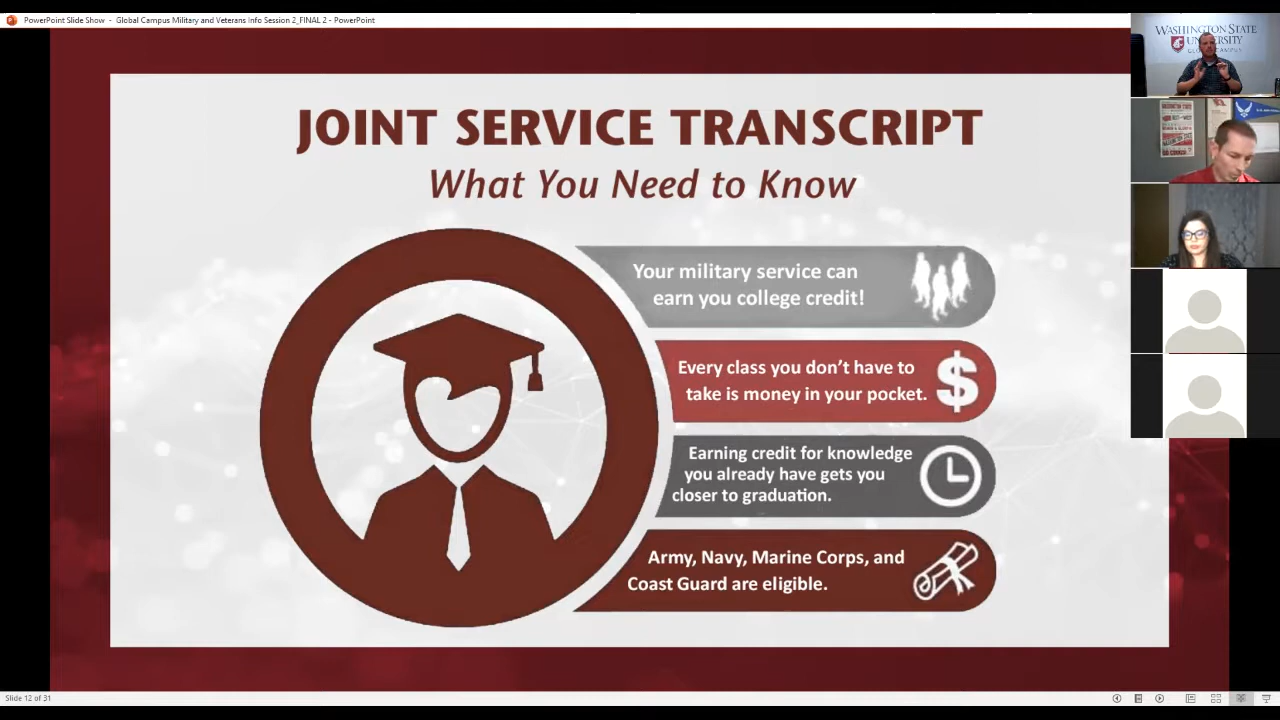 PowerPoint Slide Show - Global Campus Military and Veterans Info Session 2_FINAL 2 - PowerPoint
WASHINGTON STATE
UNIVERSITY
GLOBAL CAMPUS
JOINT SERVICE TRANSCRIPT
What You Need to Know
Your military service can
earn you college credit!
Every class you don't have to
take is money in your pocket.
Earning credit for knowledge
you already have gets you
closer to graduation.
Army, Navy, Marine Corps, and
Coast Guard are eligible.
Slide 12 of 31